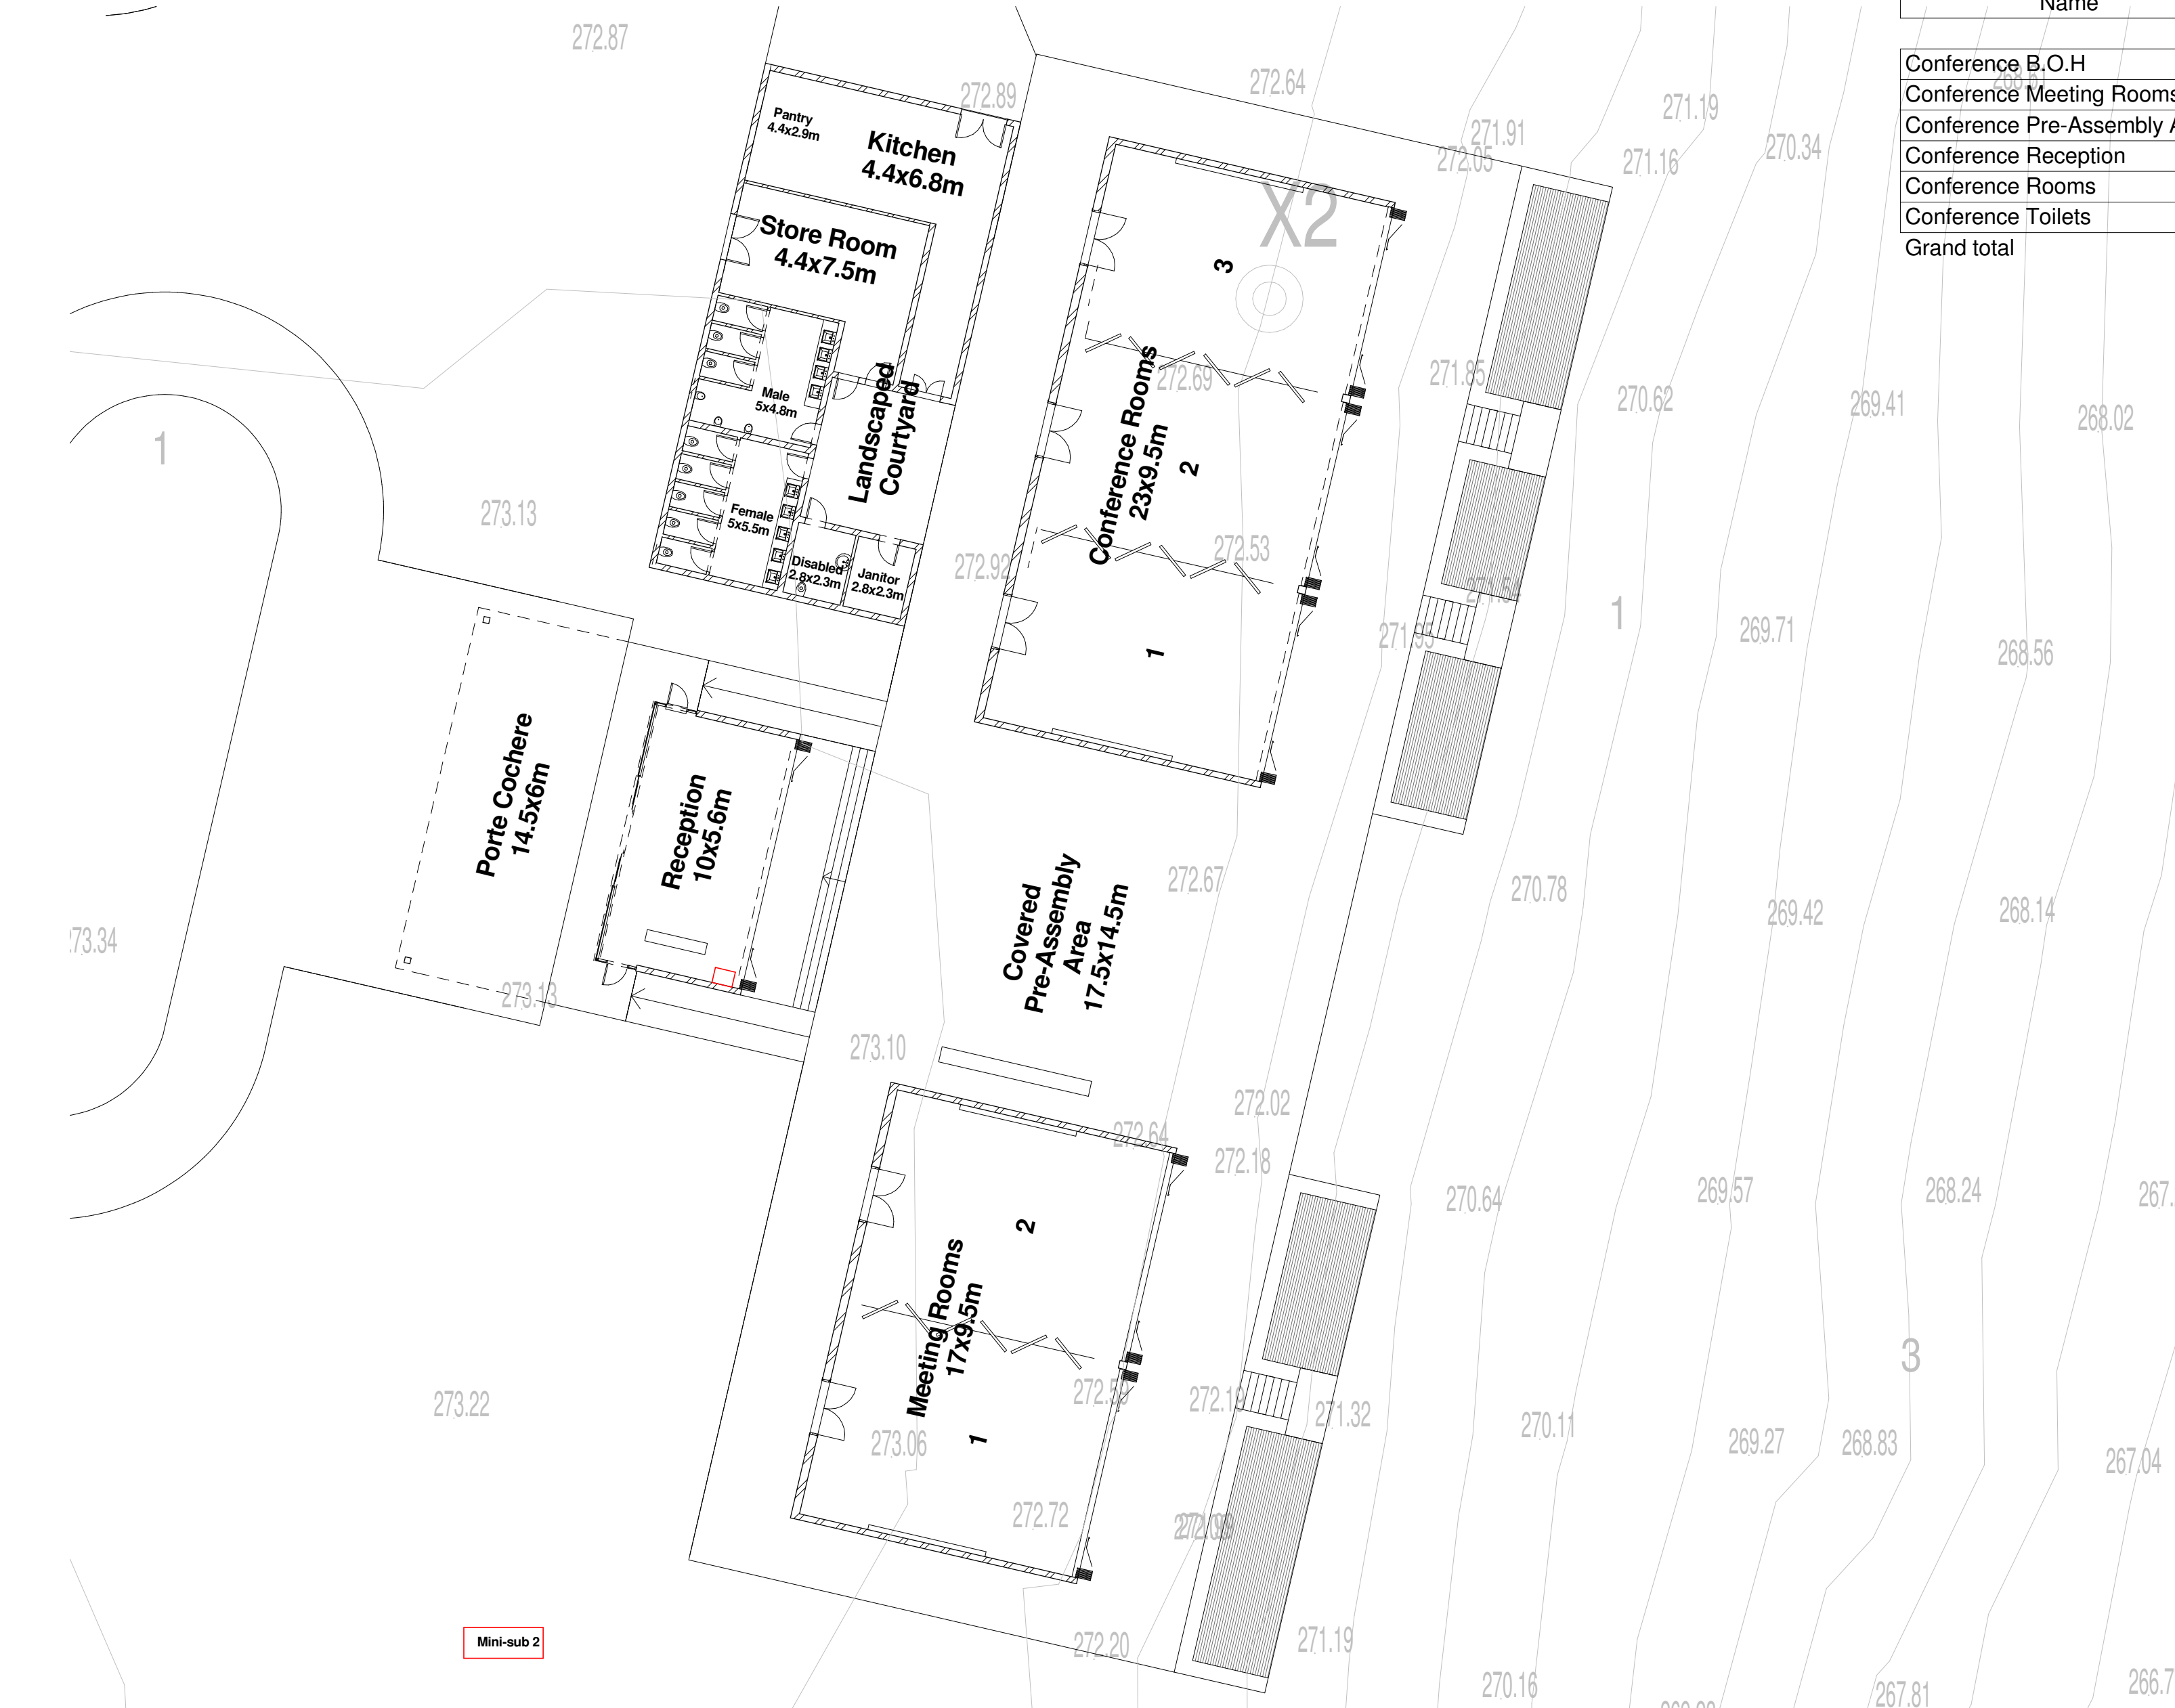 Name
272.87
Conference B.O.H
272.64
272.89
Conference Meeting Rooms
271.19
Pantry
4.4x2.9m
Conference Pre-Assembly
271.91
Kitchen
4.4x6.8m
272.05
271.16
270.34
Conference Reception
Conference Rooms
X2
Conference Toilets
Store Room
4.4x7.5m
Grand total
3
272.69
271.85
270.62
269.41
268.02
Male
5x4.8m
Landscaped
Courtyard
Conference Rooms
23x9.5m
2
1
273.13
Female
5x5.5m
272.53
272.92
Disabled
2.8x2.3m
Janitor
2.8x2.3m
271.54
1
271.95
269.71
268.56
1
Porte Cochere
14.5x6m
Reception
10x5.6m
Covered
Pre-Assembly
Area
17.5x14.5m
272.67
270.78
269.42
268.14
273.13
273.10
272.02
272.64
272.18
270.64
269.57
268.24
267.
2
Meeting Rooms
17x9.5m
3
273.22
272.19
271.32
270.11
1
273.06
269.27
268.83
267.04
272.72
272.20
271.19
Mini-sub 2
270.16
267.81
266.7